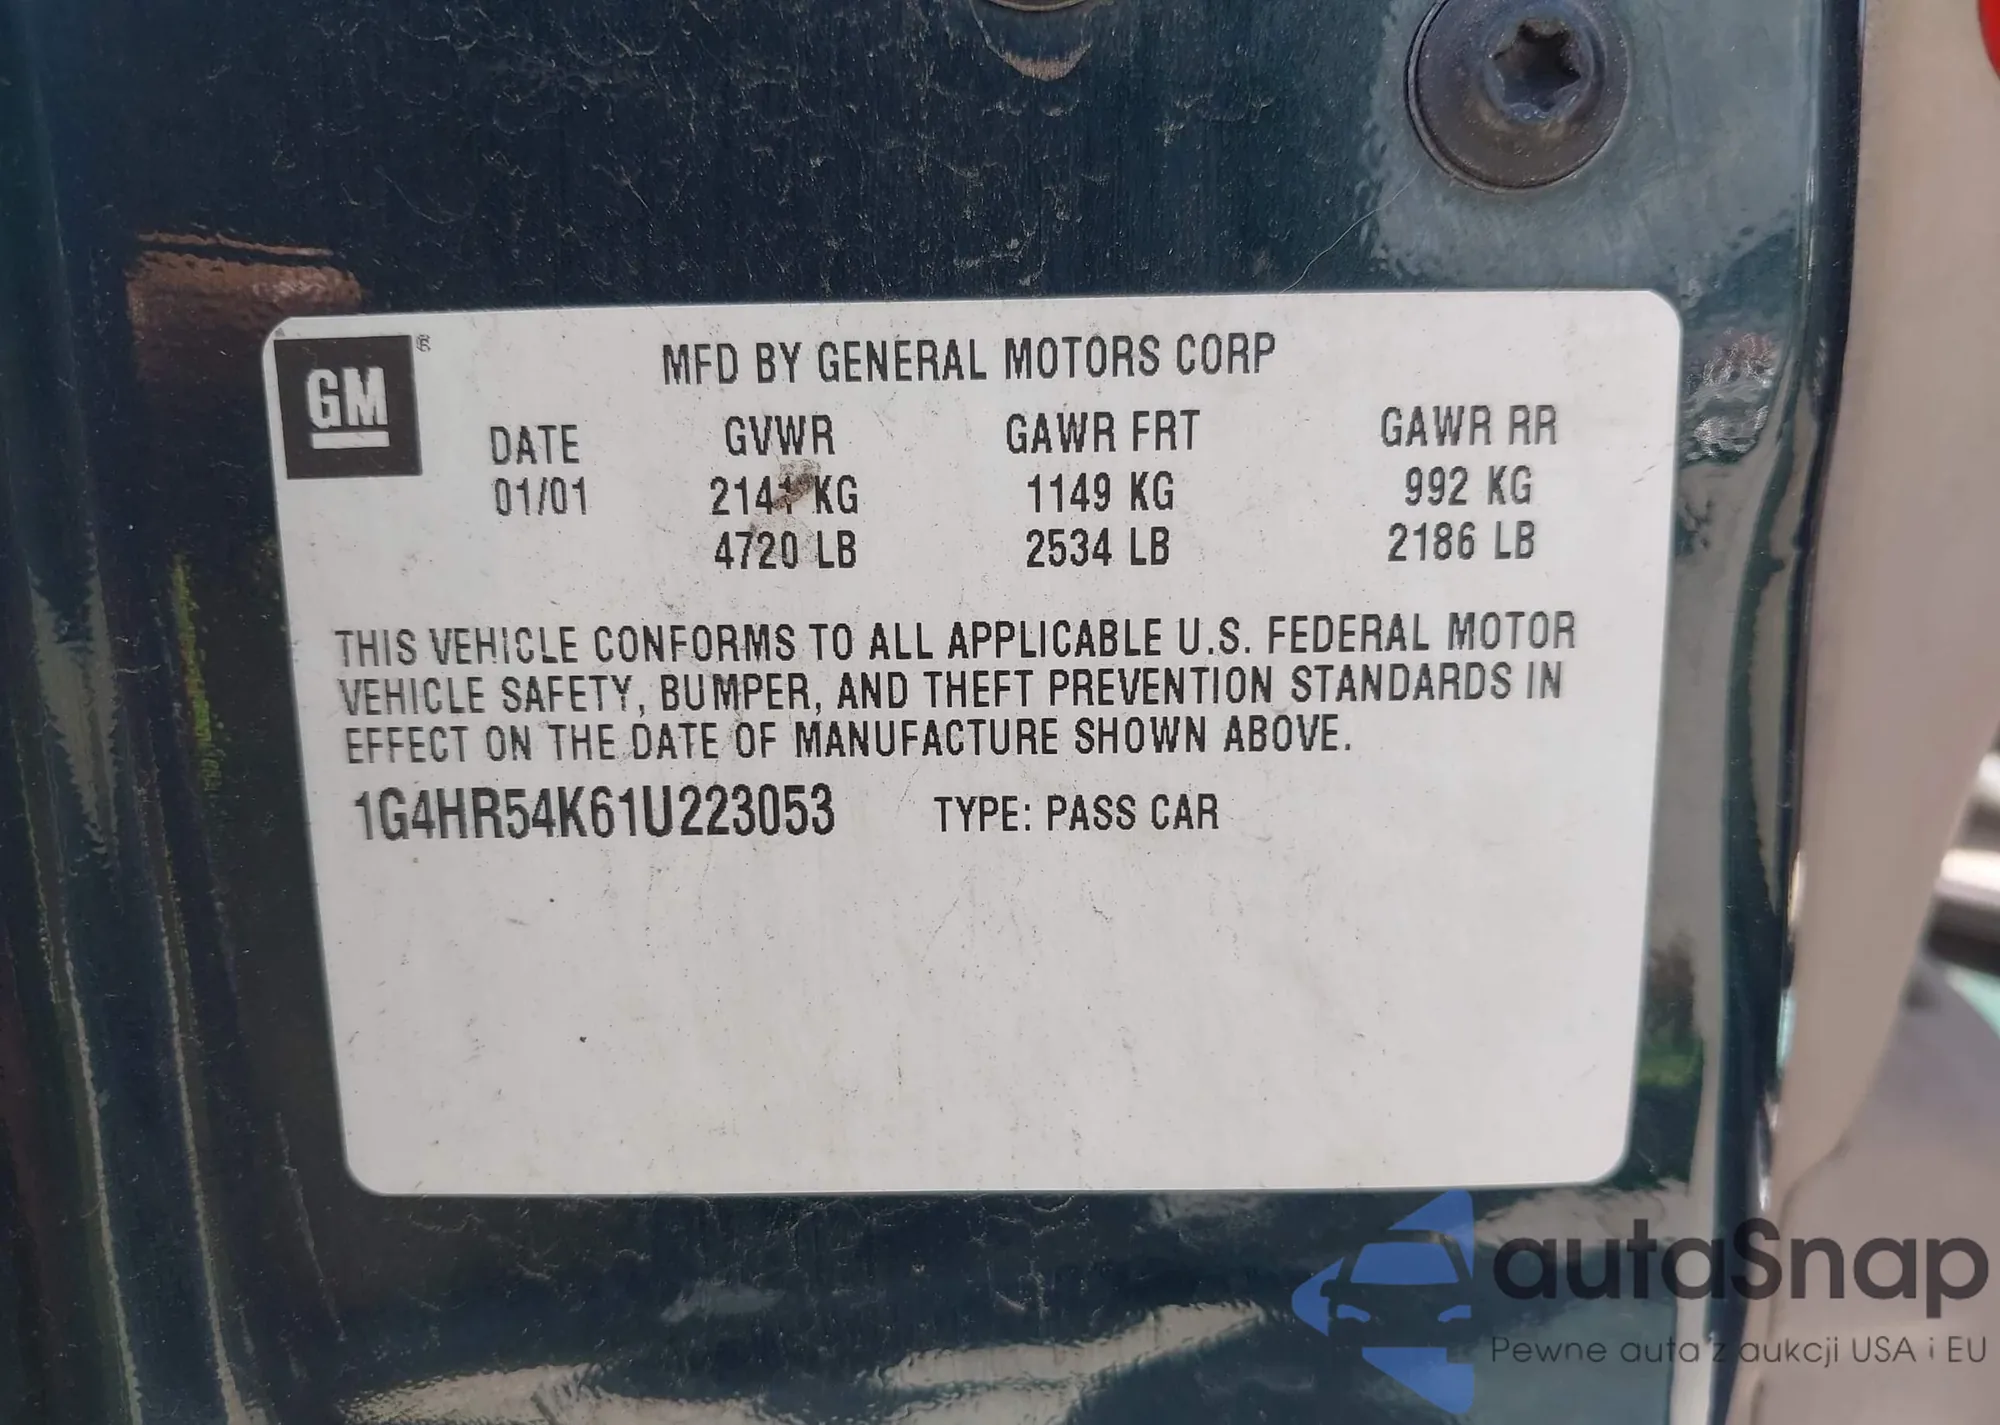 GM ®
MFD BY GENERAL MOTORS CORP
DATE GVWR GAWR FRT GAWR RR
01/01 2141 KG 1149 KG 992 KG
4720 LB 2534 LB 2186 LB
THIS VEHICLE CONFORMS TO ALL APPLICABLE U.S. FEDERAL MOTOR
VEHICLE SAFETY, BUMPER, AND THEFT PREVENTION STANDARDS IN
EFFECT ON THE DATE OF MANUFACTURE SHOWN ABOVE.
1G4HR54K61U223053 TYPE: PASS CAR
autaSnap
Pewne auta z aukcji USA i EU